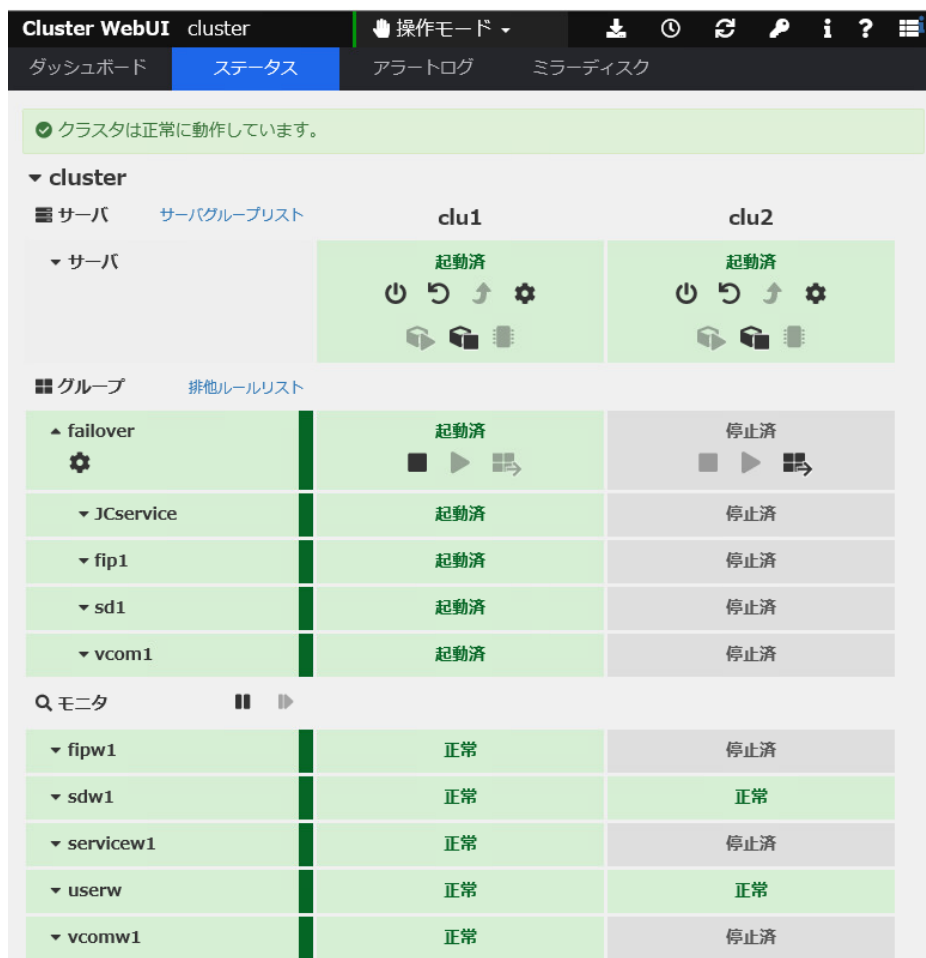 Cluster WebUI cluster 操作モード
ダッシュボード ステータス アラートログ ミラーディスク
クラスタは正常に動作しています。
cluster
サーバ サーバグループリスト clu1 clu2
サーバ 起動済 起動済
グループ 排他ルールリスト
failover 起動済 停止済
JCservice 起動済 停止済
fip1 起動済 停止済
sd1 起動済 停止済
vcom1 起動済 停止済
モニタ
fipw1 正常 停止済
sdw1 正常 正常
servicew1 正常 停止済
userw 正常 正常
vcomw1 正常 停止済